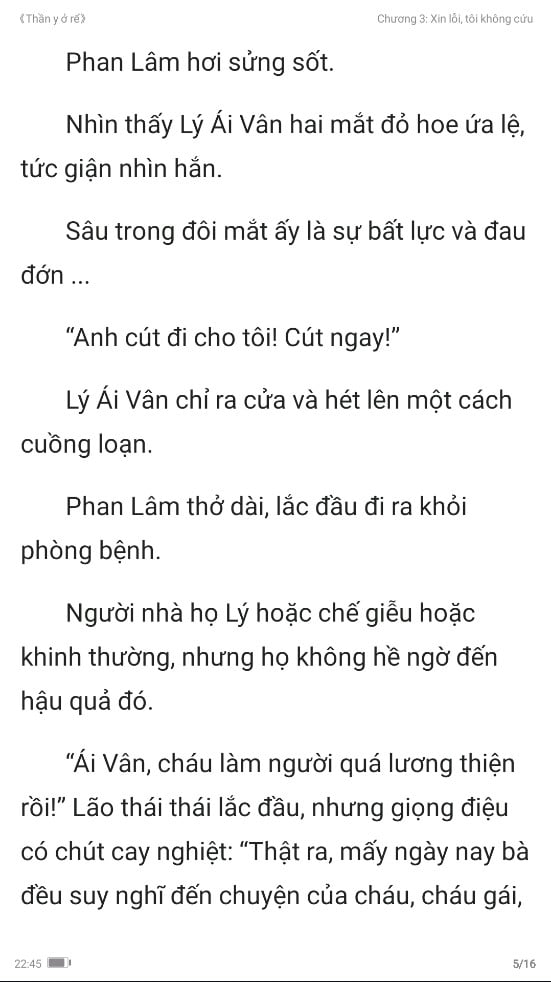 《Thần y ở rể》
Chương 3: Xin lỗi, tôi không cứu
Phan Lâm hơi sửng sốt.
Nhìn thấy Lý Ái Vân hai mắt đỏ hoe ứa lệ,
tức giận nhìn hắn.
Sâu trong đôi mắt ấy là sự bất lực và đau
đớn ...
“Anh cút đi cho tôi! Cút ngay!”
Lý Ái Vân chỉ ra cửa và hét lên một cách
cuồng loạn.
Phan Lâm thở dài, lắc đầu đi ra khỏi
phòng bệnh.
Người nhà họ Lý hoặc chế giễu hoặc
khinh thường, nhưng họ không hề ngờ đến
hậu quả đó.
“Ái Vân, cháu làm người quá lương thiện
rồi!” Lão thái thái lắc đầu, nhưng giọng điệu
có chút cay nghiệt: “Thật ra, mấy ngày nay bà
đều suy nghĩ đến chuyện của cháu, cháu gái,
22:45
5/16